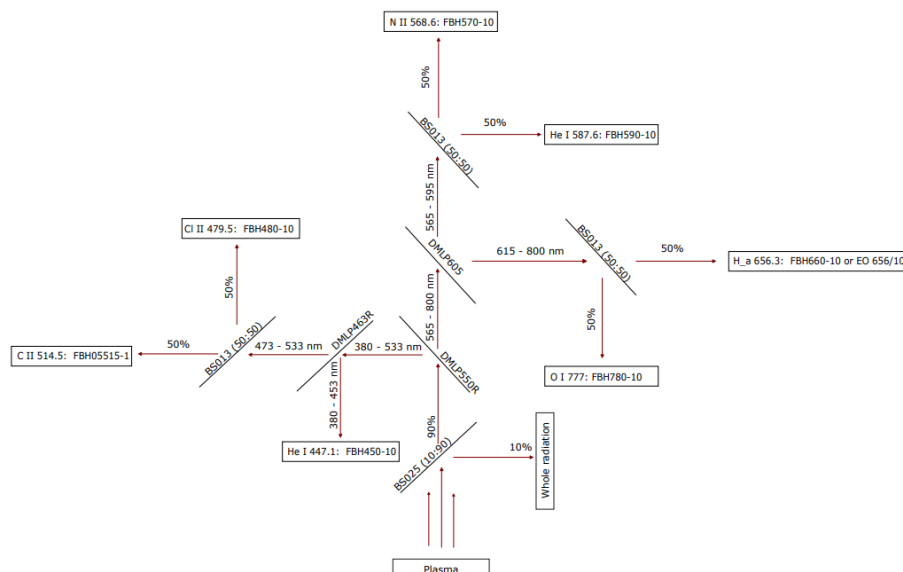 N II 568.6: FBH570-10
50%
BS013 (50:50)
50%
He I 587.6: FBH590-10
565 - 595 nm
Cl II 479.5: FBH480-10
DMLP605
615 - 800 nm
BS013 (50:50)
50%
H_a 656.3: FBH660-10 or EO 656/10
50%
565 - 800 nm
50%
C II 514.5: FBH05515-1
50%
BS013 (50:50)
473 - 533 nm
DMLP463R
380 - 533 nm
DMLP550R
O I 777: FBH780-10
380 - 453 nm
90%
He I 447.1: FBH450-10
BS025 (10:90)
10%
Whole radiation
Plasma